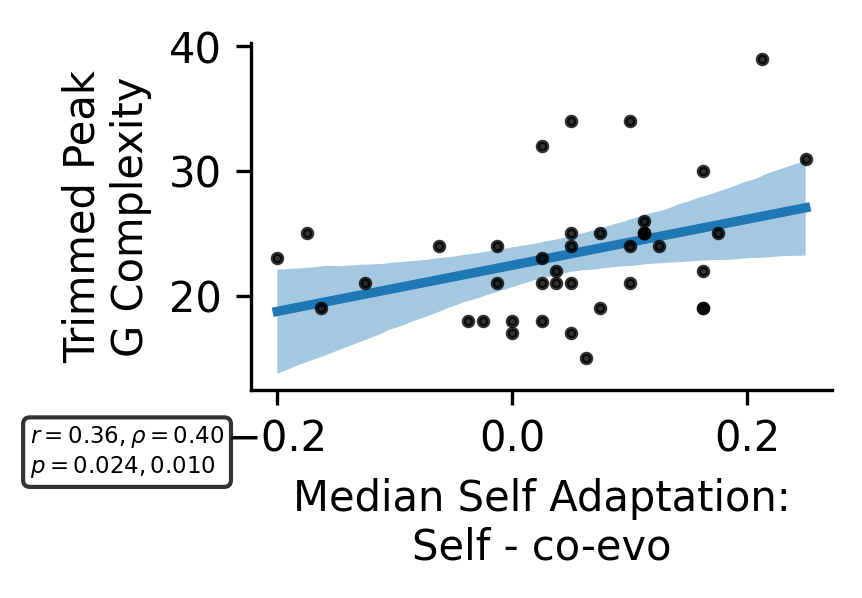 Trimmed Peak
G Complexity
40
30
20
−0.2
0.0
0.2
Median Self Adaptation:
Self - co-evo
r = 0.36, ρ = 0.40
p = 0.024, 0.010